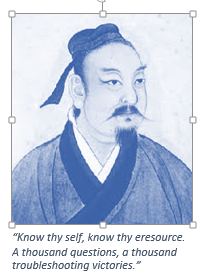 “Know thy self, know thy eresource.
A thousand questions, a thousand
troubleshooting victories.”